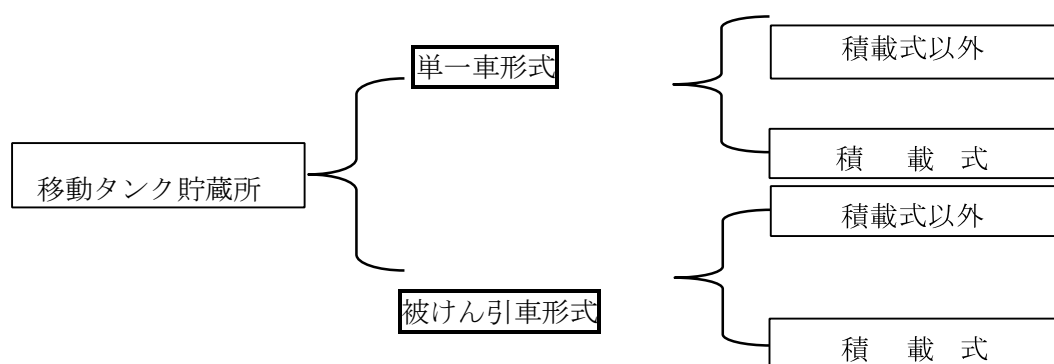 移動タンク貯蔵所
単一車形式
積載式以外
積　載　式
被けん引車形式
積載式以外
積　載　式